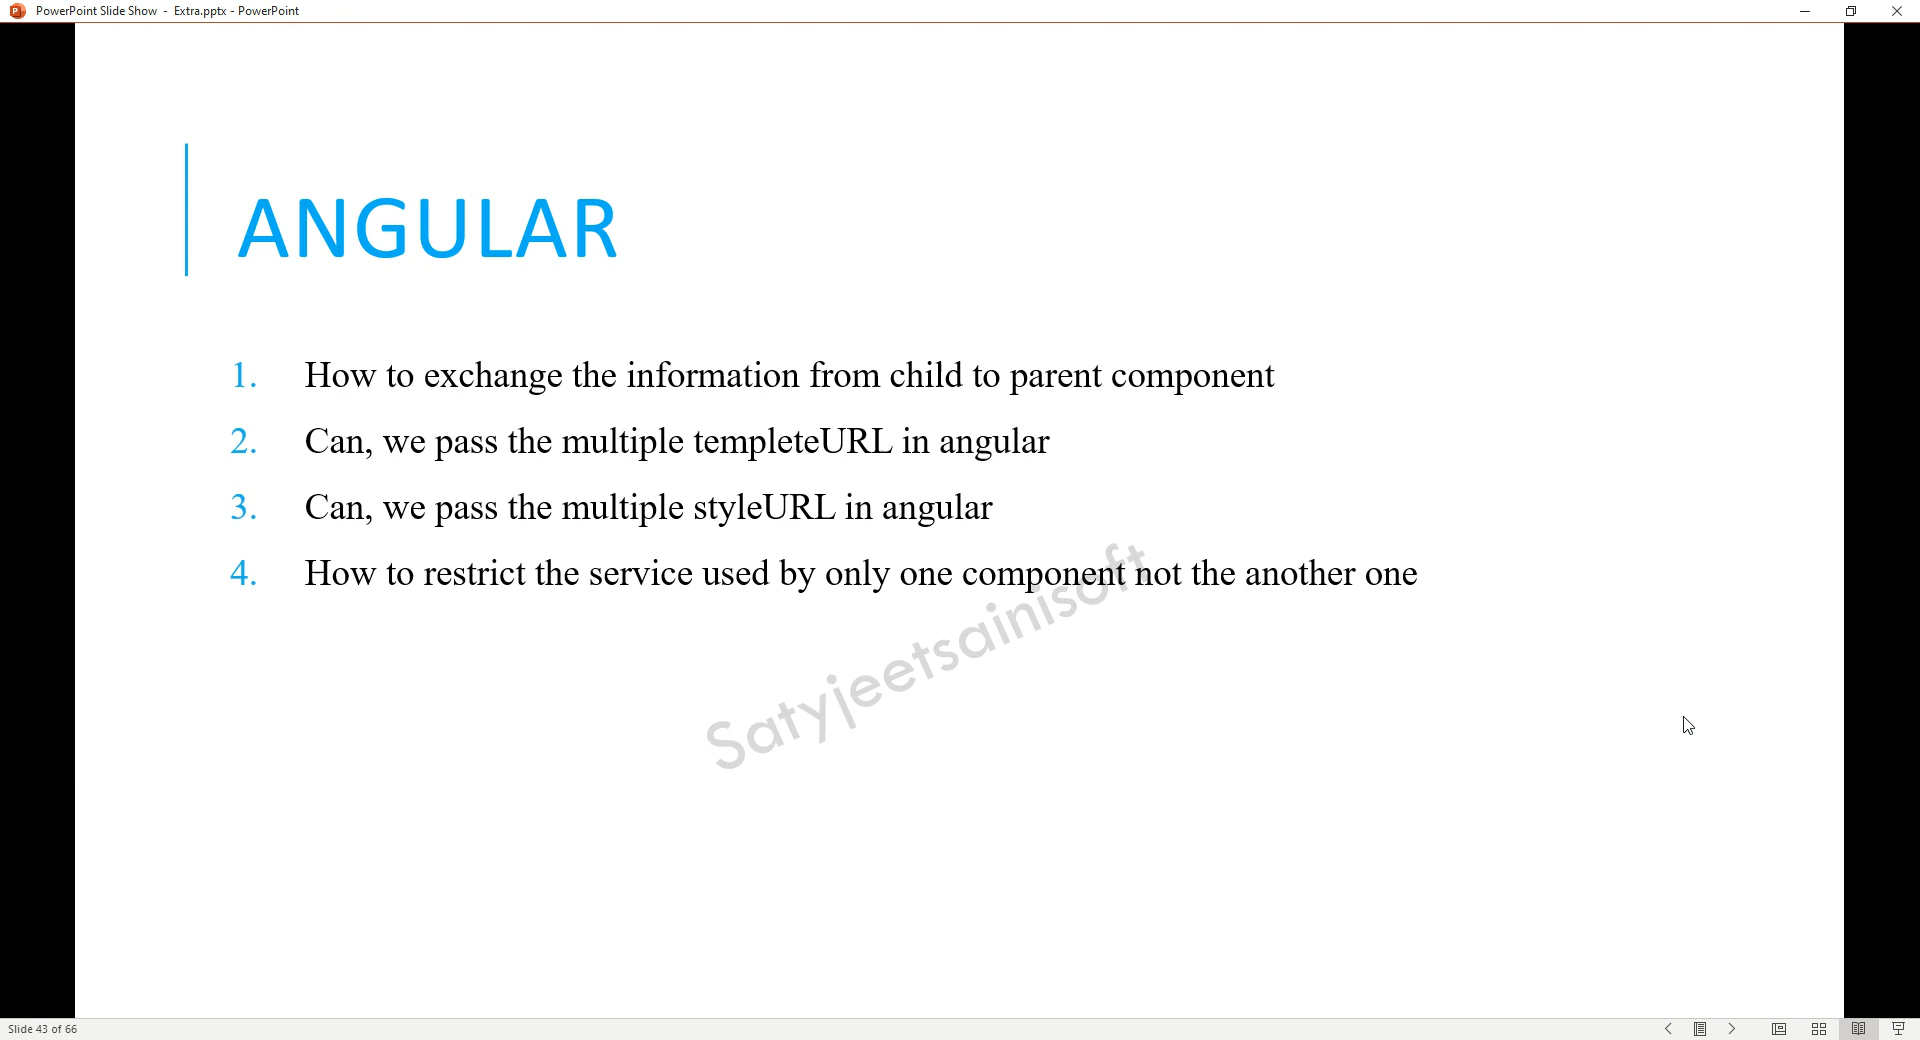 PowerPoint Slide Show - Extra.pptx - PowerPoint
ANGULAR
1. How to exchange the information from child to parent component
2. Can, we pass the multiple templeteURL in angular
3. Can, we pass the multiple styleURL in angular
4. How to restrict the service used by only one component not the another one
Satyjeetsainisoft
Slide 43 of 66